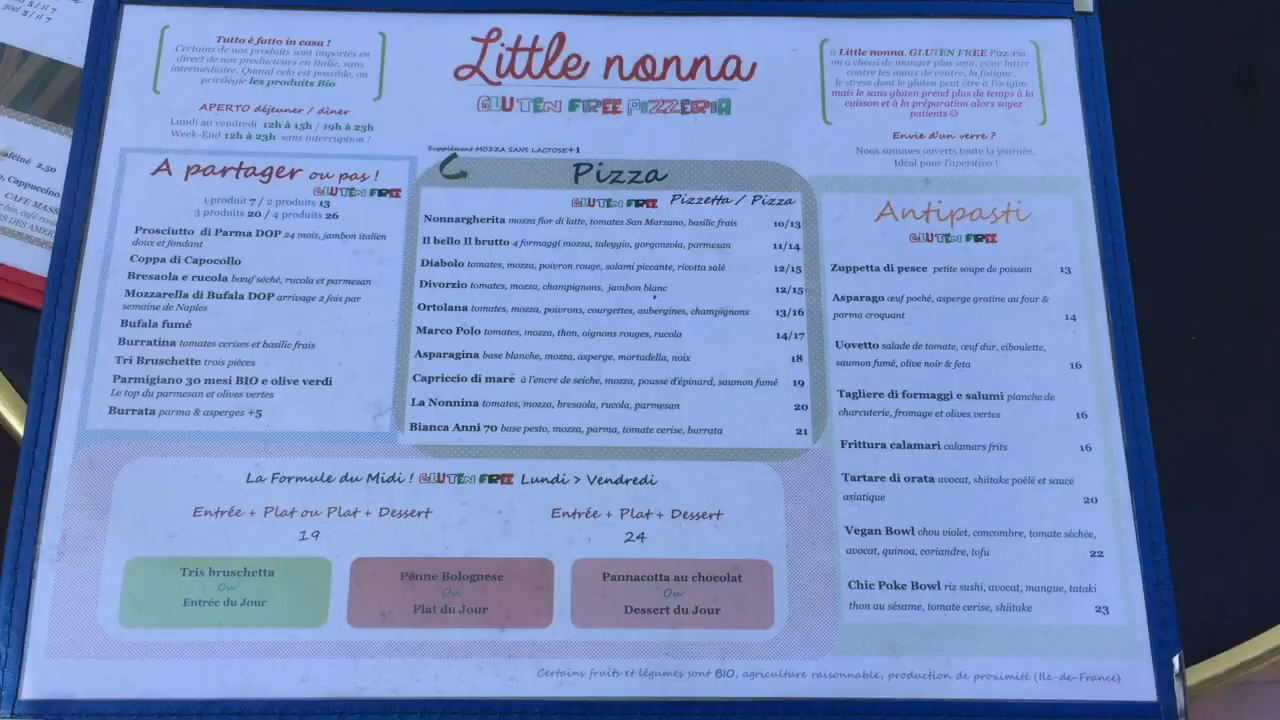 Tutto è fatto in casa !
Certains de nos produits sont importés en
direct de nos producteurs en Italie, sans
intermédiaire. Quand cela est possible, on
privilégie les produits Bio
APERTO déjeuner / dîner
Lundi au vendredi 12h à 15h / 19h à 23h
Week-End 12h à 23h sans interruption !
Little nonna
GLUTEN FREE PIZZERIA
à Little nonna, GLUTEN FREE Pizzeria,
on a choisi de manger plus sain, pour lutter
contre les maux de ventre, la fatigue,
le stress dont le gluten peut être à l'origine
mais le sans gluten prend plus de temps à la
cuisson et à la préparation alors soyez
patients ☺
Envie d'un verre ?
Nous sommes ouverts toute la journée.
Idéal pour l'aperitivo !
A partager ou pas !
GLUTEN FREE
1 produit 7 / 2 produits 13
3 produits 20 / 4 produits 26
Prosciutto di Parma DOP 24 mois, jambon italien
doux et fondant
Coppa di Capocollo
Bresaola e rucola bœuf séché, rucola et parmesan
Mozzarella di Bufala DOP arrivage 2 fois par
semaine de Naples
Bufala fumé
Burratina tomates cerises et basilic frais
Tri Bruschette trois pièces
Parmigiano 30 mesi BIO e olive verdi
Le top du parmesan et olives vertes
Burrata parma & asperges +5
Supplément MOZZA SANS LACTOSE+1
Pizza
GLUTEN FREE Pizzetta / Pizza
Nonnargherita mozza fior di latte, tomates San Marzano, basilic frais 10/13
Il bello Il brutto 4 formaggi mozza, taleggio, gorgonzola, parmesan 11/14
Diabolo tomates, mozza, poivron rouge, salami piccante, ricotta salé 12/15
Divorzio tomates, mozza, champignons, jambon blanc 12/15
Ortolana tomates, mozza, poivrons, courgettes, aubergines, champignons 13/16
Marco Polo tomates, mozza, thon, oignons rouges, rucola 14/17
Asparagina base blanche, mozza, asperge, mortadella, noix 18
Capriccio di mare à l'encre de seiche, mozza, pousse d'épinard, saumon fumé 19
La Nonnina tomates, mozza, bresaola, rucola, parmesan 20
Bianca Anni 70 base pesto, mozza, parma, tomate cerise, burrata 21
Antipasti
GLUTEN FREE
Zuppetta di pesce petite soupe de poisson 13
Asparago œuf poché, asperge gratine au four &
parma croquant 14
Uovetto salade de tomate, œuf dur, ciboulette,
saumon fumé, olive noir & feta 16
Tagliere di formaggi e salumi planche de
charcuterie, fromage et olives vertes 16
Frittura calamari calamars frits 16
Tartare di orata avocat, shiitake poêlé et sauce
asiatique 20
Vegan Bowl chou violet, concombre, tomate séchée,
avocat, quinoa, coriandre, tofu 22
Chic Poke Bowl riz sushi, avocat, mangue, tataki
thon au sésame, tomate cerise, shiitake 23
La Formule du Midi ! GLUTEN FREE Lundi > Vendredi
Entrée + Plat ou Plat + Dessert
19
Entrée + Plat + Dessert
24
Tris bruschetta
Ou
Entrée du Jour
Penne Bolognese
Ou
Plat du Jour
Pannacotta au chocolat
Ou
Dessert du Jour
Certains fruits et légumes sont BIO, agriculture raisonnable, production de proximité (Ile-de-France)
caféiné 2.50
Cappuccino
CAFE MASS